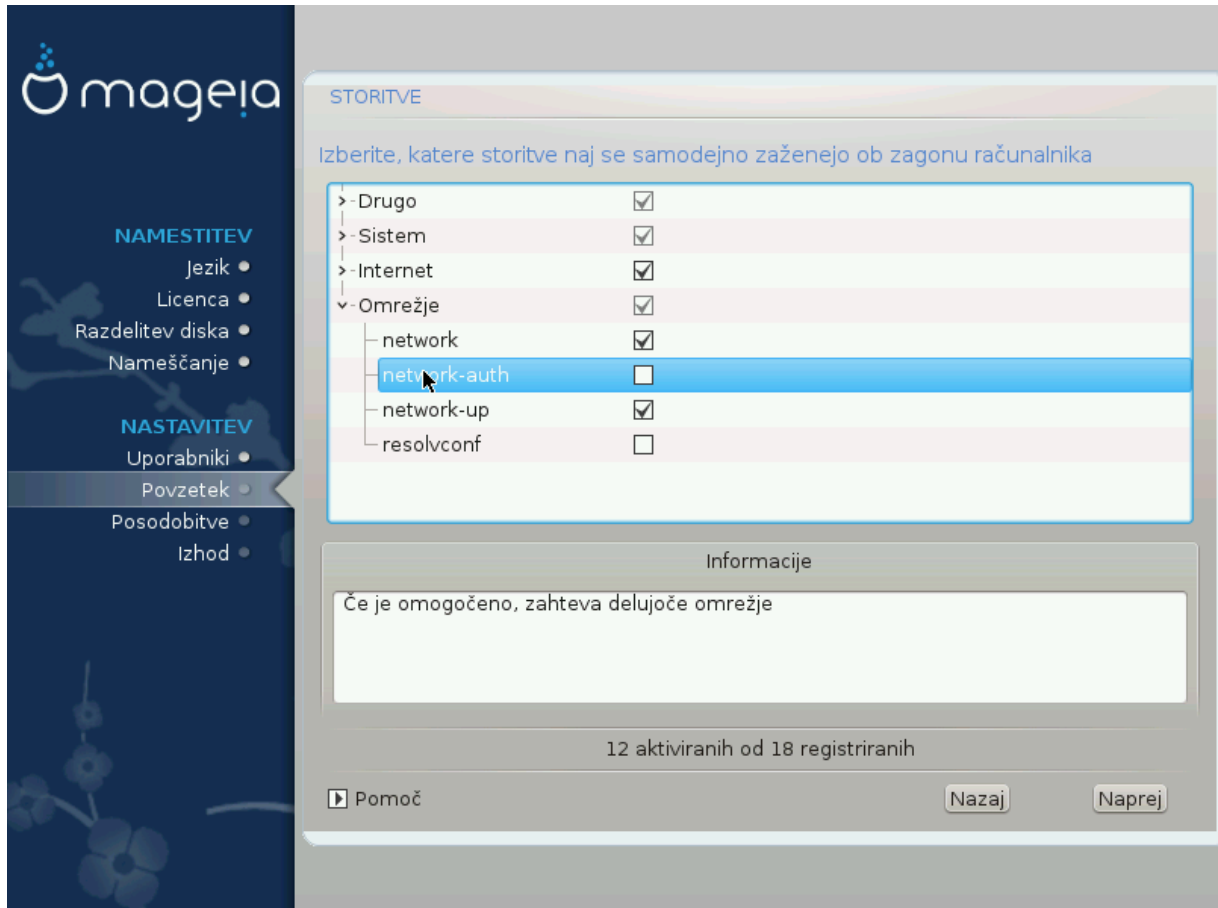 mageia
NAMESTITEV
Jezik
Licenca
Razdelitev diska
Nameščanje
NASTAVITEV
Uporabniki
Povzetek
Posodobitve
Izhod
STORITVE
Izberite, katere storitve naj se samodejno zaženejo ob zagonu računalnika
Drugo
Sistem
Internet
Omrežje
network
network-auth
network-up
resolvconf
Informacije
Če je omogočeno, zahteva delujoče omrežje
12 aktiviranih od 18 registriranih
Pomoč
Nazaj
Naprej